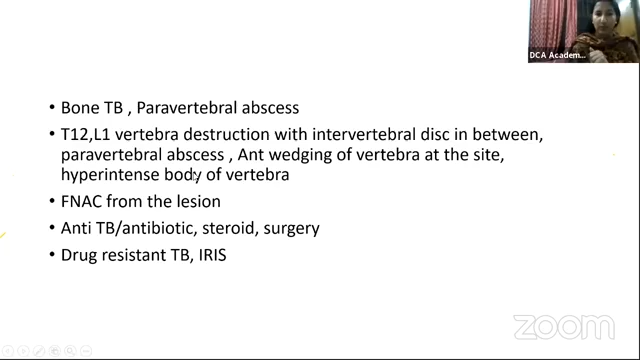 DCA Academ...
• Bone TB , Paravertebral abscess
• T12,L1 vertebra destruction with intervertebral disc in between,
paravertebral abscess , Ant wedging of vertebra at the site,
hyperintense body of vertebra
• FNAC from the lesion
• Anti TB/antibiotic, steroid, surgery
• Drug resistant TB, IRIS
zoom